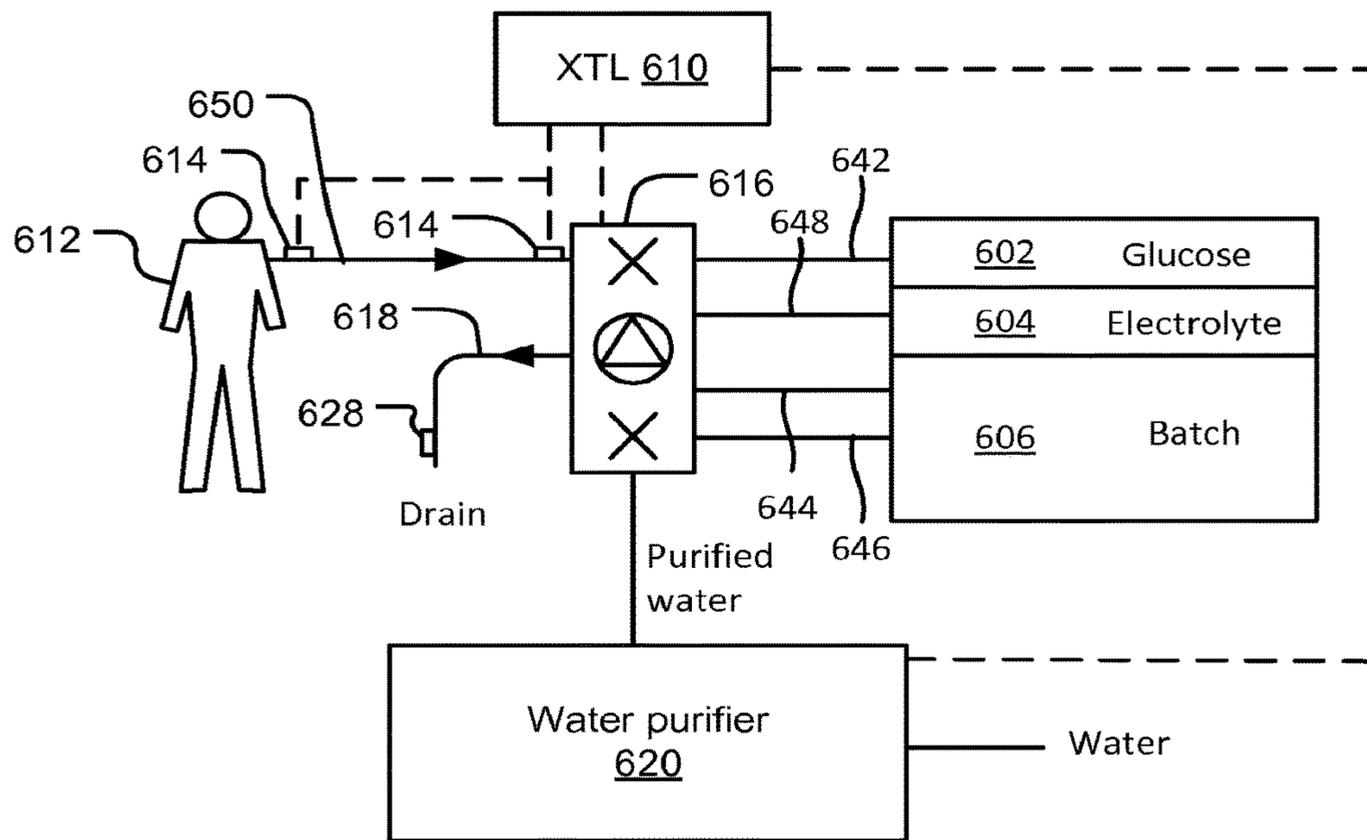 XTL 610
650
614
642
616
614
648
612
602 Glucose
618
604 Electrolyte
628
606 Batch
644
Drain
646
Purified
water
Water purifier
620
Water